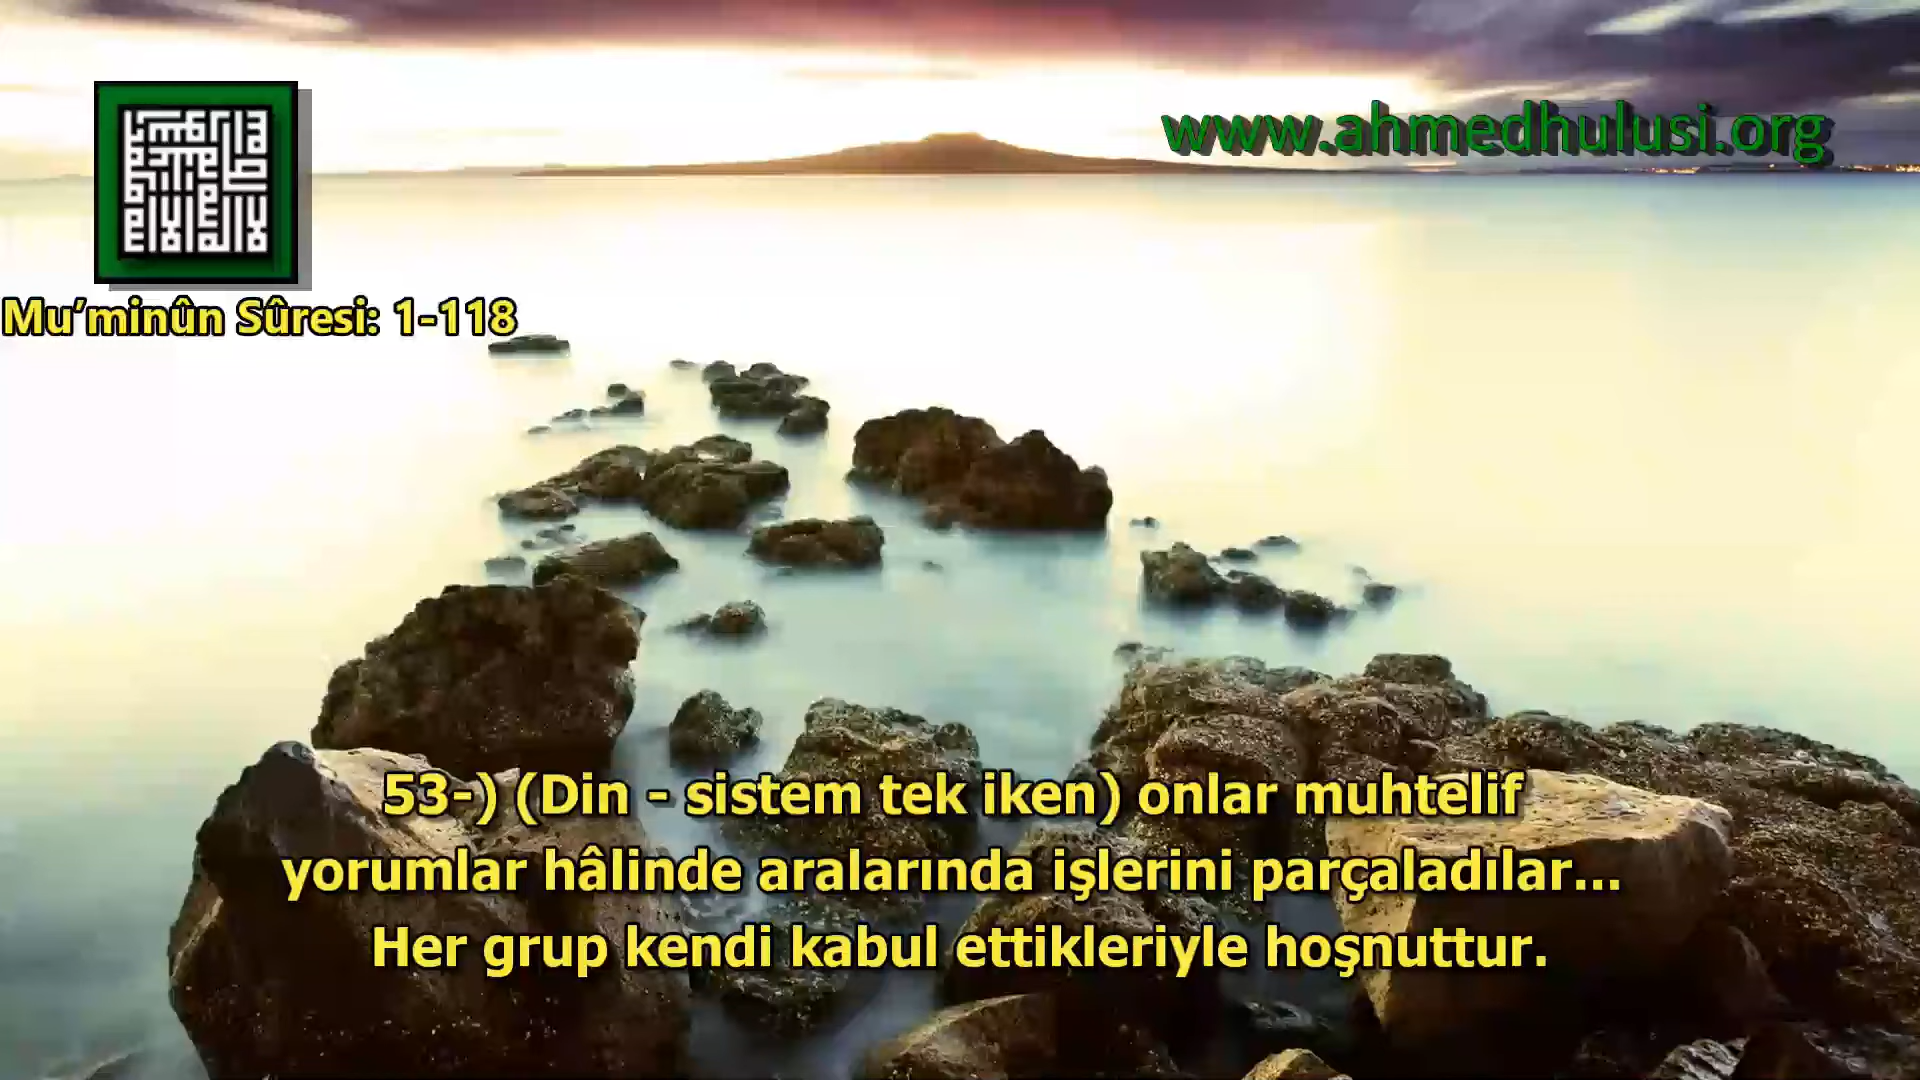 www.ahmedhulusi.org
Mu’minûn Sûresi: 1-118
53-) (Din - sistem tek iken) onlar muhtelif
yorumlar hâlinde aralarında işlerini parçaladılar...
Her grup kendi kabul ettikleriyle hoşnuttur.